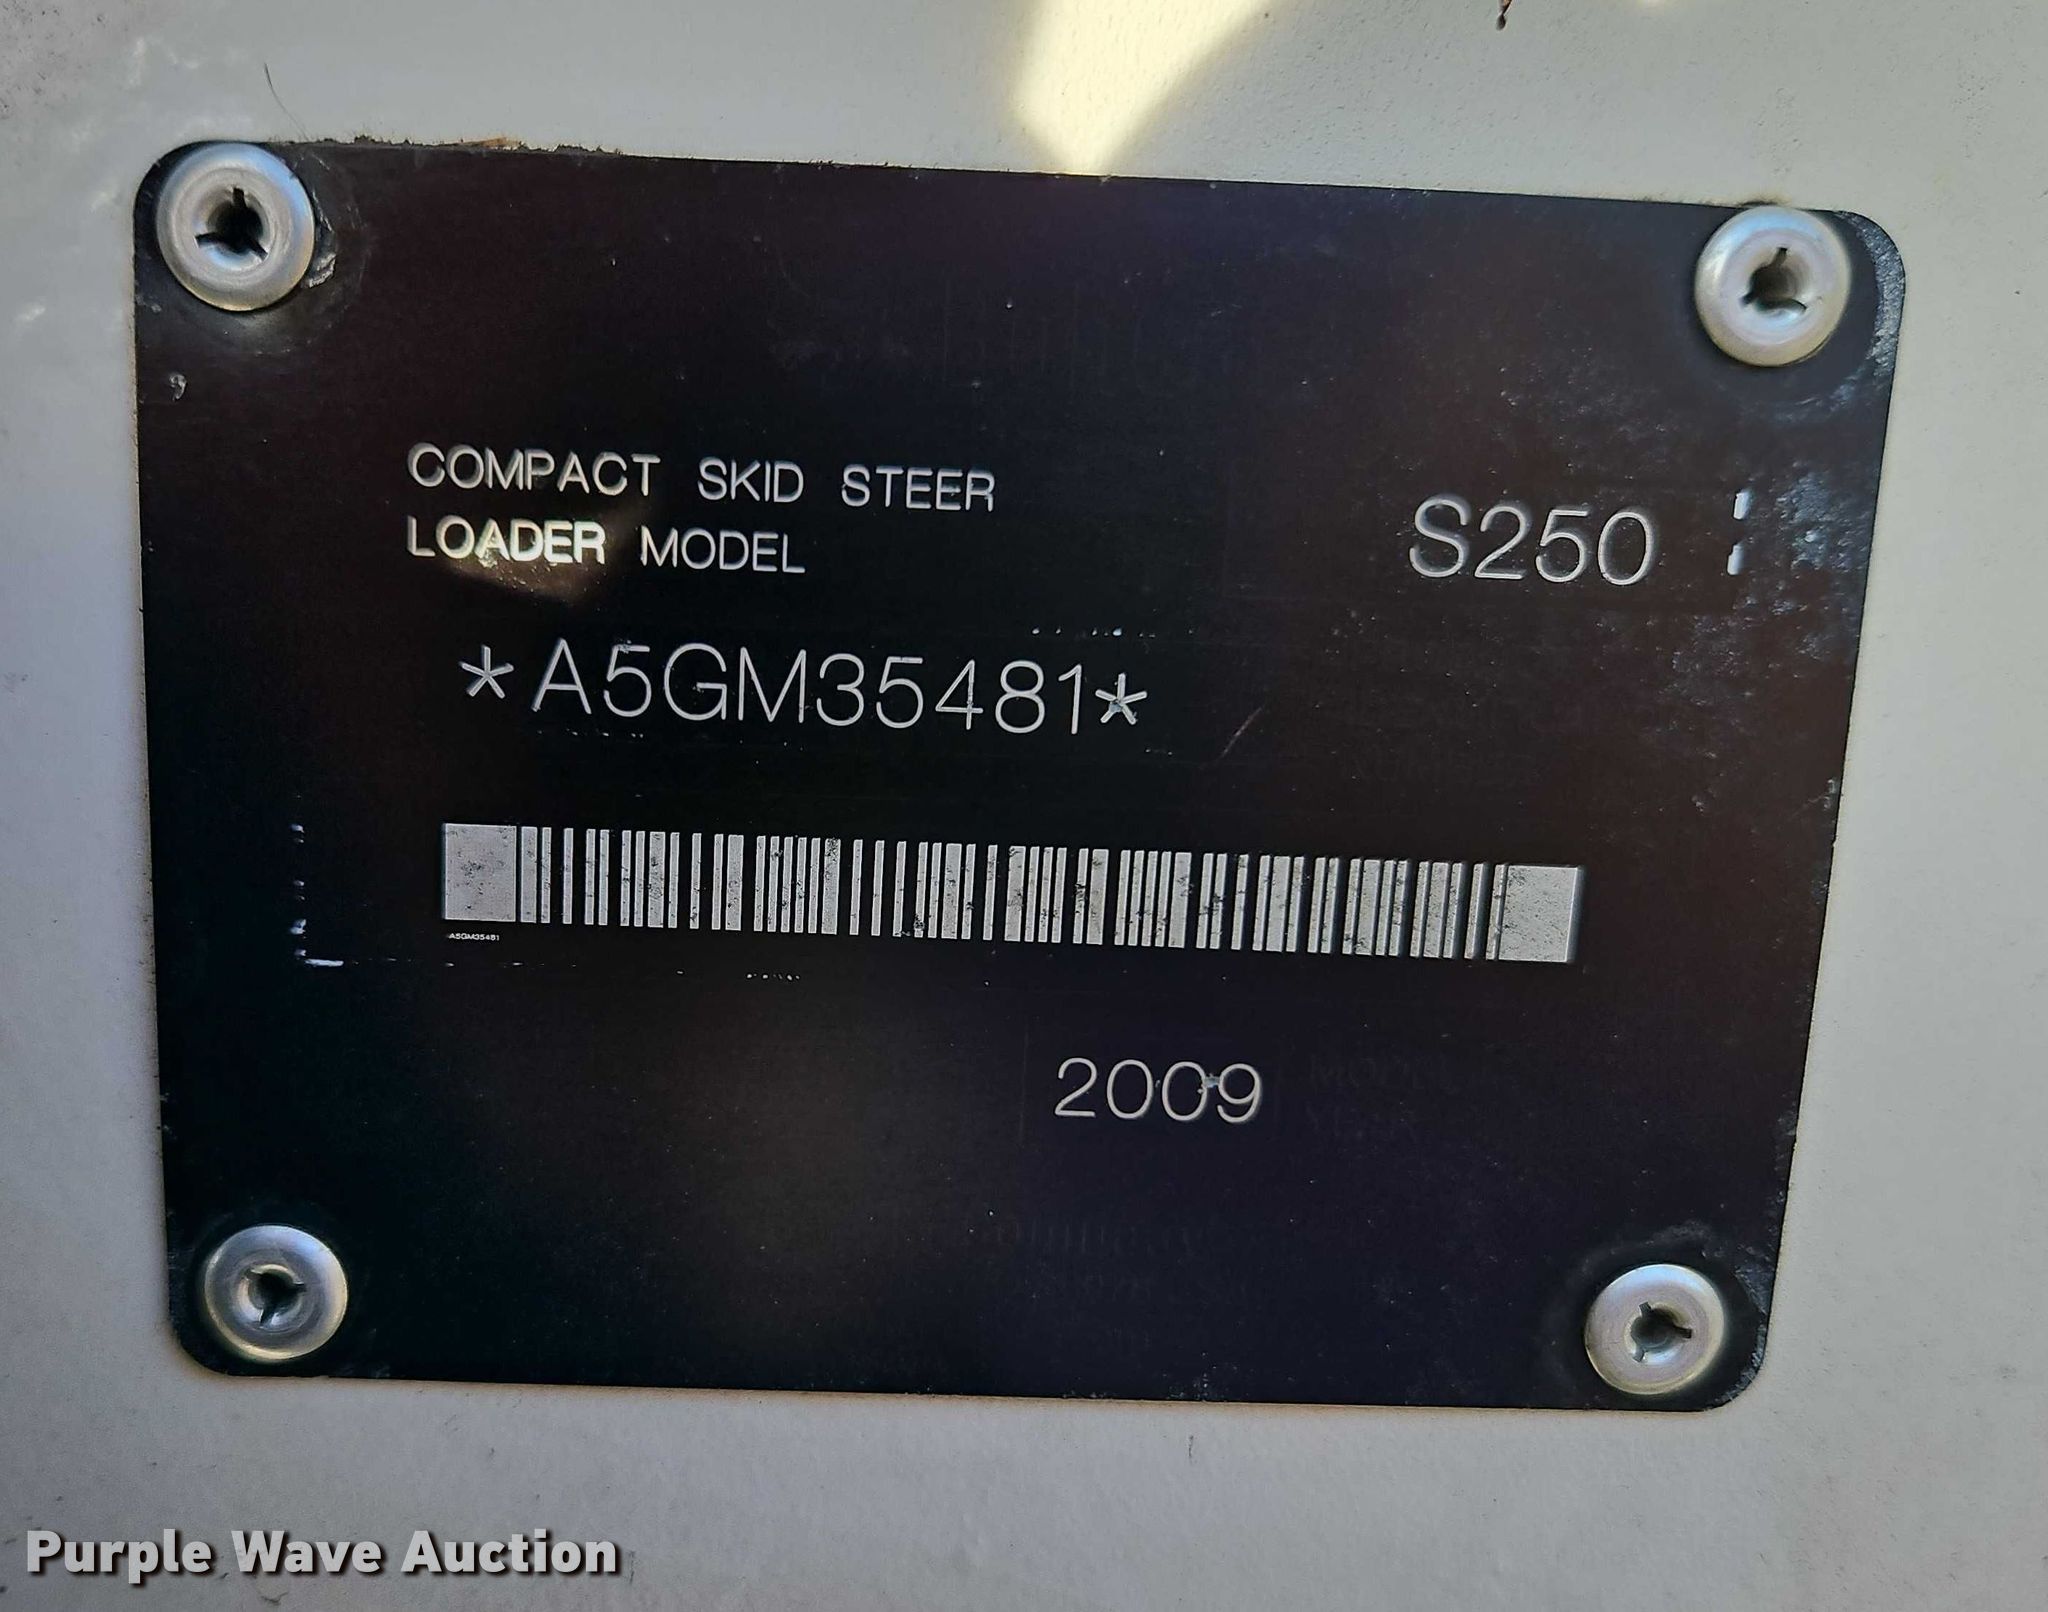 COMPACT SKID STEER
LOADER MODEL S250
*A5GM35481*
A5GM35481
2009
Purple Wave Auction